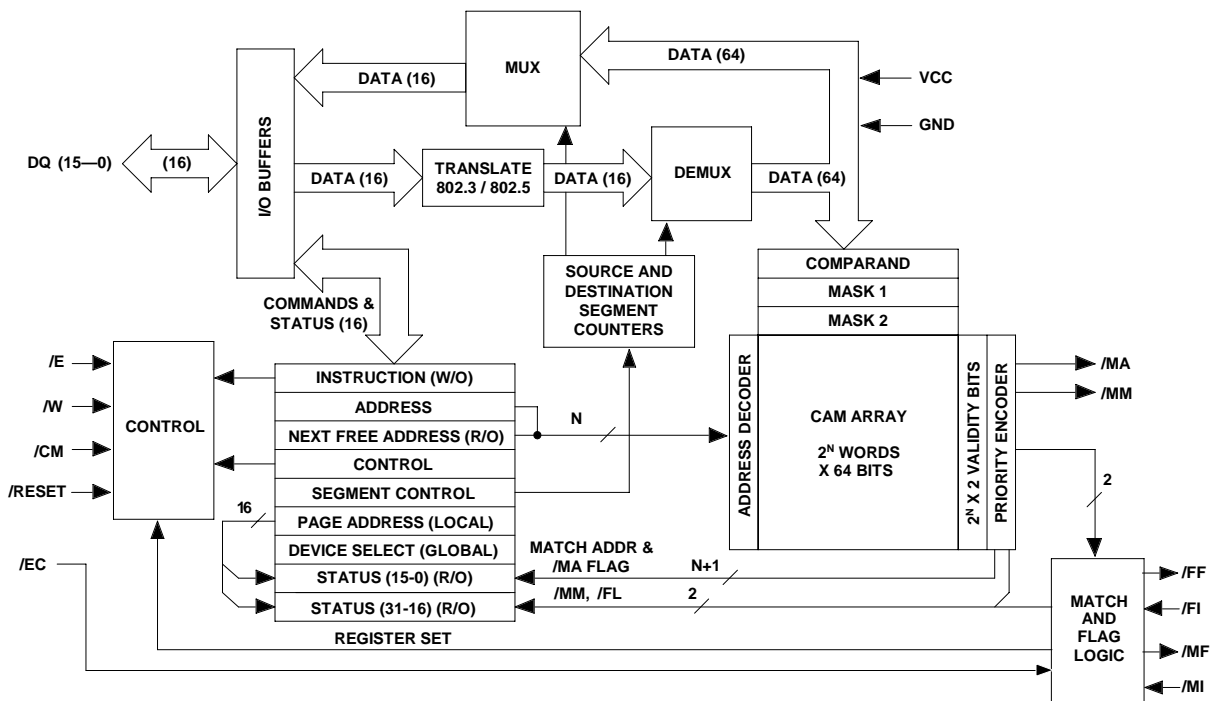 MUX
DATA (64)
DATA (16)
VCC
GND
DQ (15—0)
(16)
I/O BUFFERS
DATA (16)
TRANSLATE
802.3 / 802.5
DATA (16)
DEMUX
DATA (64)
COMMANDS &
STATUS (16)
SOURCE AND
DESTINATION
SEGMENT
COUNTERS
COMPARAND
MASK 1
MASK 2
/E
/W
/CM
/RESET
/EC
CONTROL
INSTRUCTION (W/O)
ADDRESS
NEXT FREE ADDRESS (R/O)
CONTROL
SEGMENT CONTROL
PAGE ADDRESS (LOCAL)
DEVICE SELECT (GLOBAL)
STATUS (15-0) (R/O)
STATUS (31-16) (R/O)
REGISTER SET
16
N
ADDRESS DECODER
CAM ARRAY
2^N WORDS
X 64 BITS
2^N X 2 VALIDITY BITS
PRIORITY ENCODER
/MA
/MM
2
MATCH ADDR &
/MA FLAG
N+1
/MM, /FL
2
MATCH
AND
FLAG
LOGIC
/FF
/FI
/MF
/MI